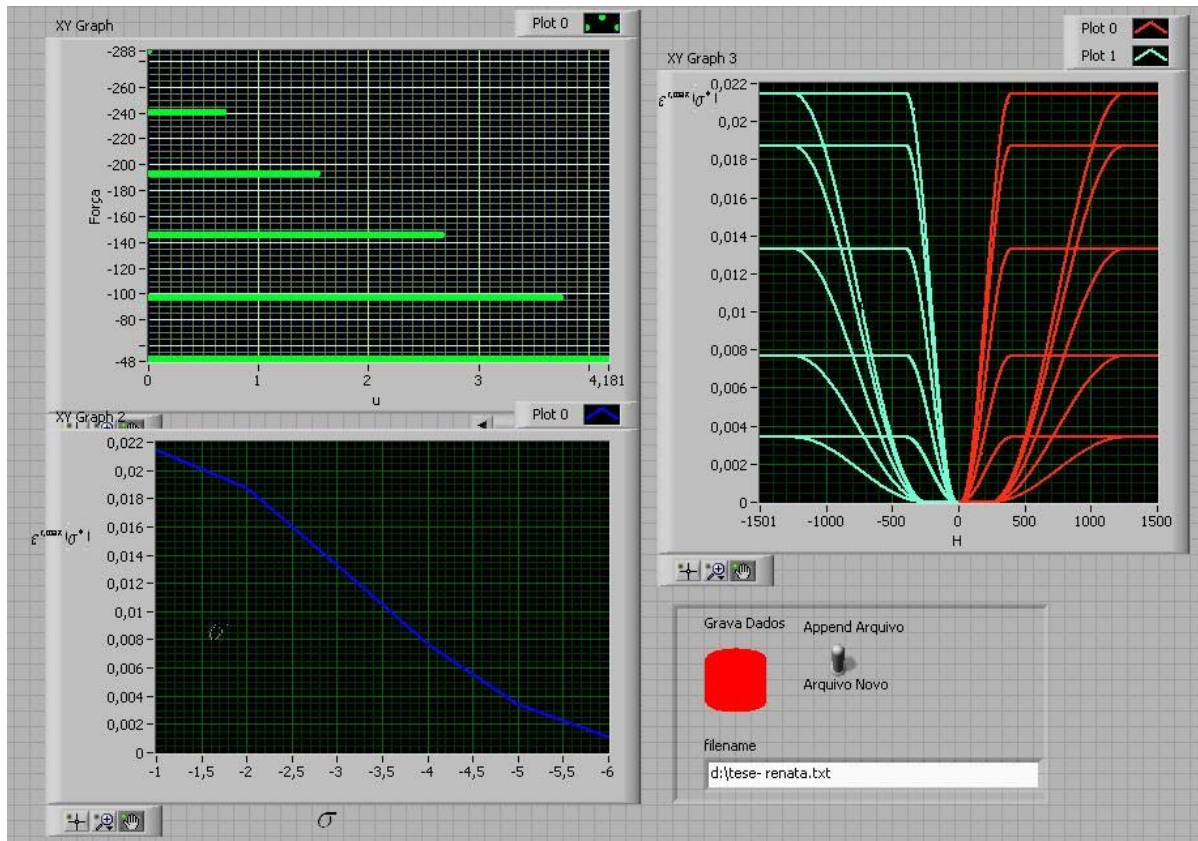 XY Graph
Plot 0
Força
-288
-260
-240
-220
-200
-180
-160
-140
-120
-100
-80
-48
0 1 2 3 4,181
u
XY Graph 2
Plot 0
0,022
0,02
0,018
0,016
0,014
0,012
0,01
0,008
0,006
0,004
0,002
0
-1 -1,5 -2 -2,5 -3 -3,5 -4 -4,5 -5 -5,5 -6
σ
σ
XY Graph 3
Plot 0
Plot 1
0,022
0,02
0,018
0,016
0,014
0,012
0,01
0,008
0,006
0,004
0,002
0
-1501 -1000 -500 0 500 1000 1500
H
Grava Dados
Append Arquivo
Arquivo Novo
filename
d:\tese- renata.txt